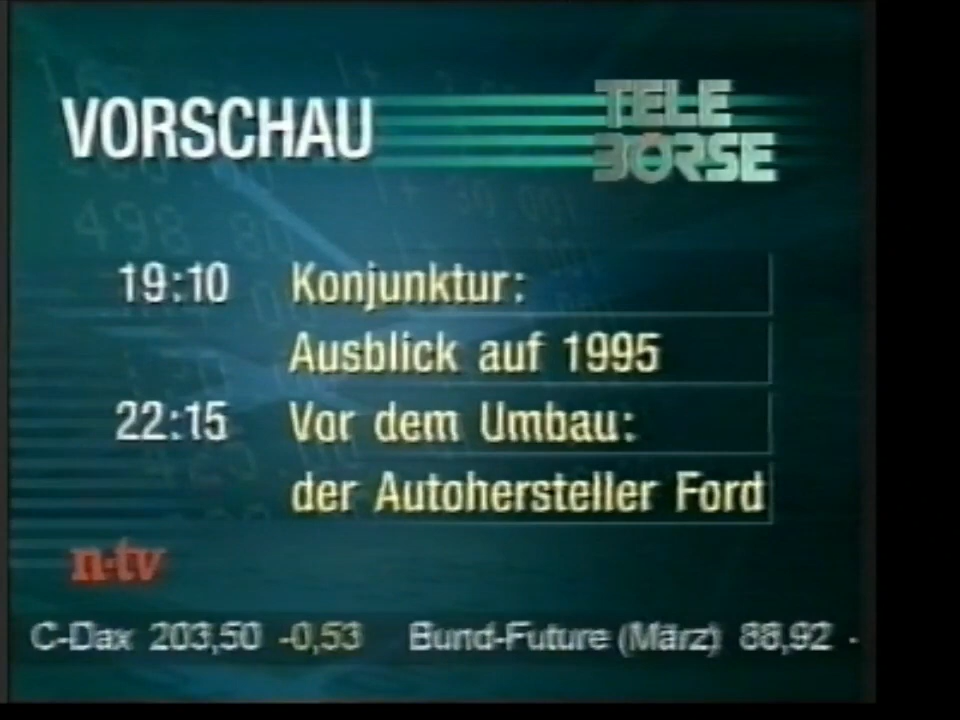 VORSCHAU
TELE
BÖRSE
19:10 Konjunktur:
Ausblick auf 1995
22:15 Vor dem Umbau:
der Autohersteller Ford
n-tv
C-Dax 203,50 -0,53 Bund-Future (März) 88,92 -